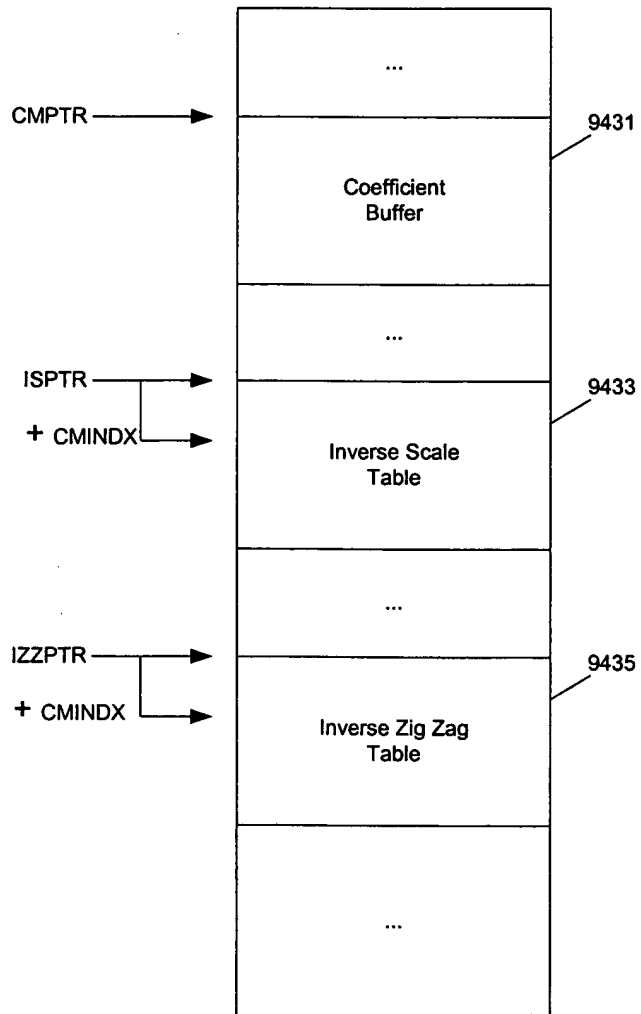 ...
CMPTR
9431
Coefficient
Buffer
...
ISPTR
9433
+ CMINDX
Inverse Scale
Table
...
IZZPTR
9435
+ CMINDX
Inverse Zig Zag
Table
...